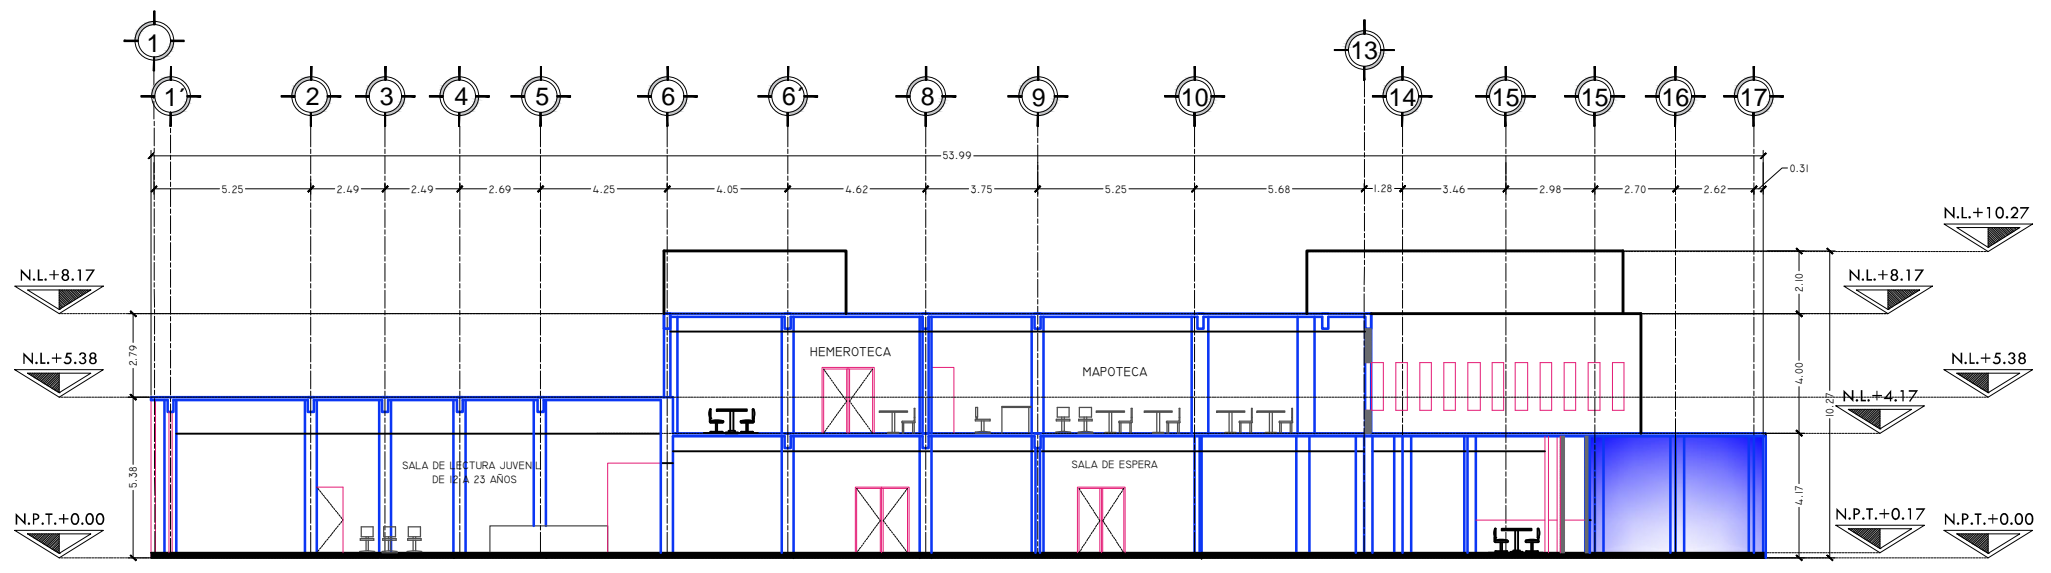 1
13
1'
2
3
4
5
6
6'
8
9
10
14
15
15
16
17
53.99
0.31
5.25
2.49
2.49
2.69
4.25
4.05
4.62
3.75
5.25
5.68
1.28
3.46
2.98
2.70
2.62
N.L.+10.27
N.L.+8.17
N.L.+8.17
2.10
2.79
HEMEROTECA
MAPOTECA
N.L.+5.38
N.L.+5.38
4.00
N.L.+4.17
10.27
SALA DE LECTURA JUVENIL
DE 12 A 23 AÑOS
SALA DE ESPERA
5.38
4.17
N.P.T.+0.00
N.P.T.+0.17
N.P.T.+0.00